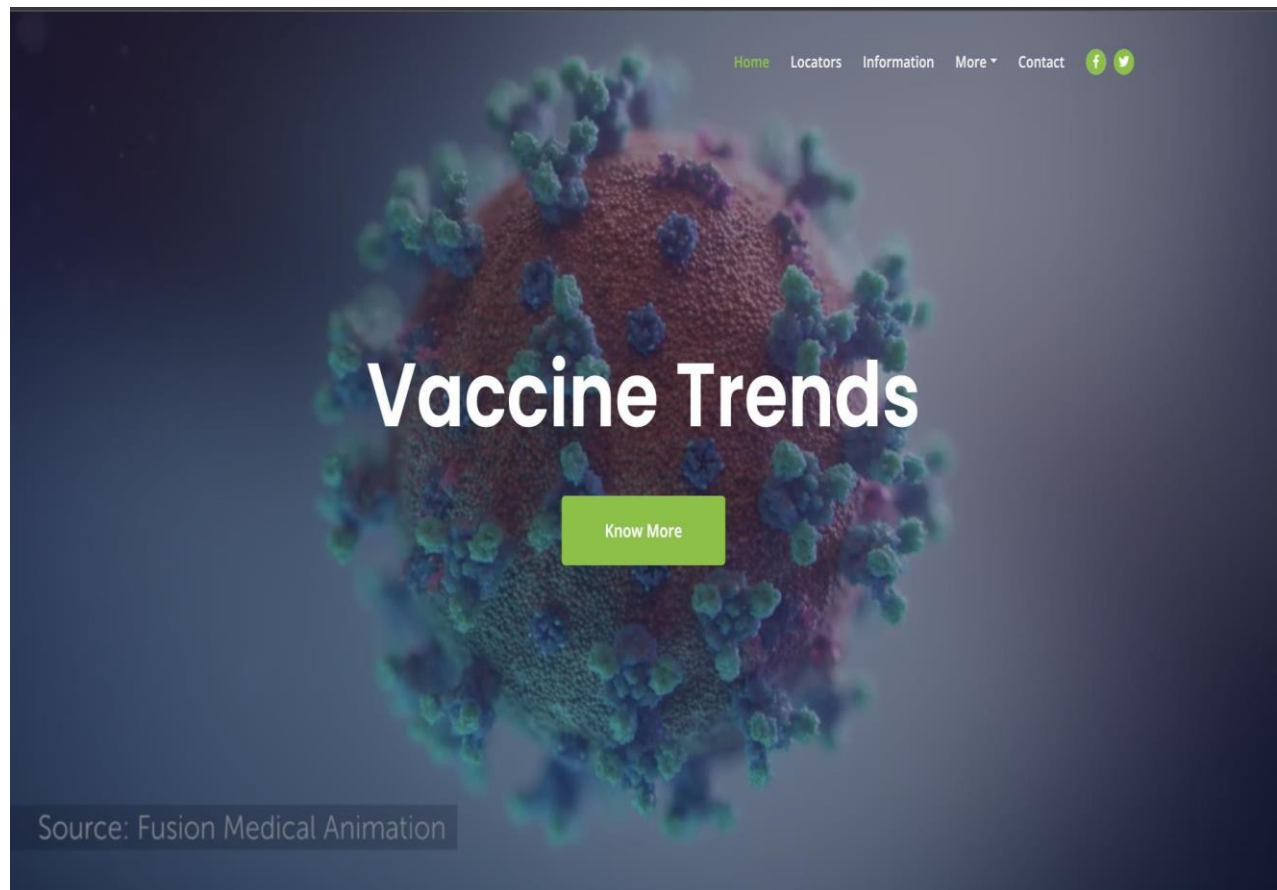 Home Locators Information More Contact
Vaccine Trends
Know More
Source: Fusion Medical Animation